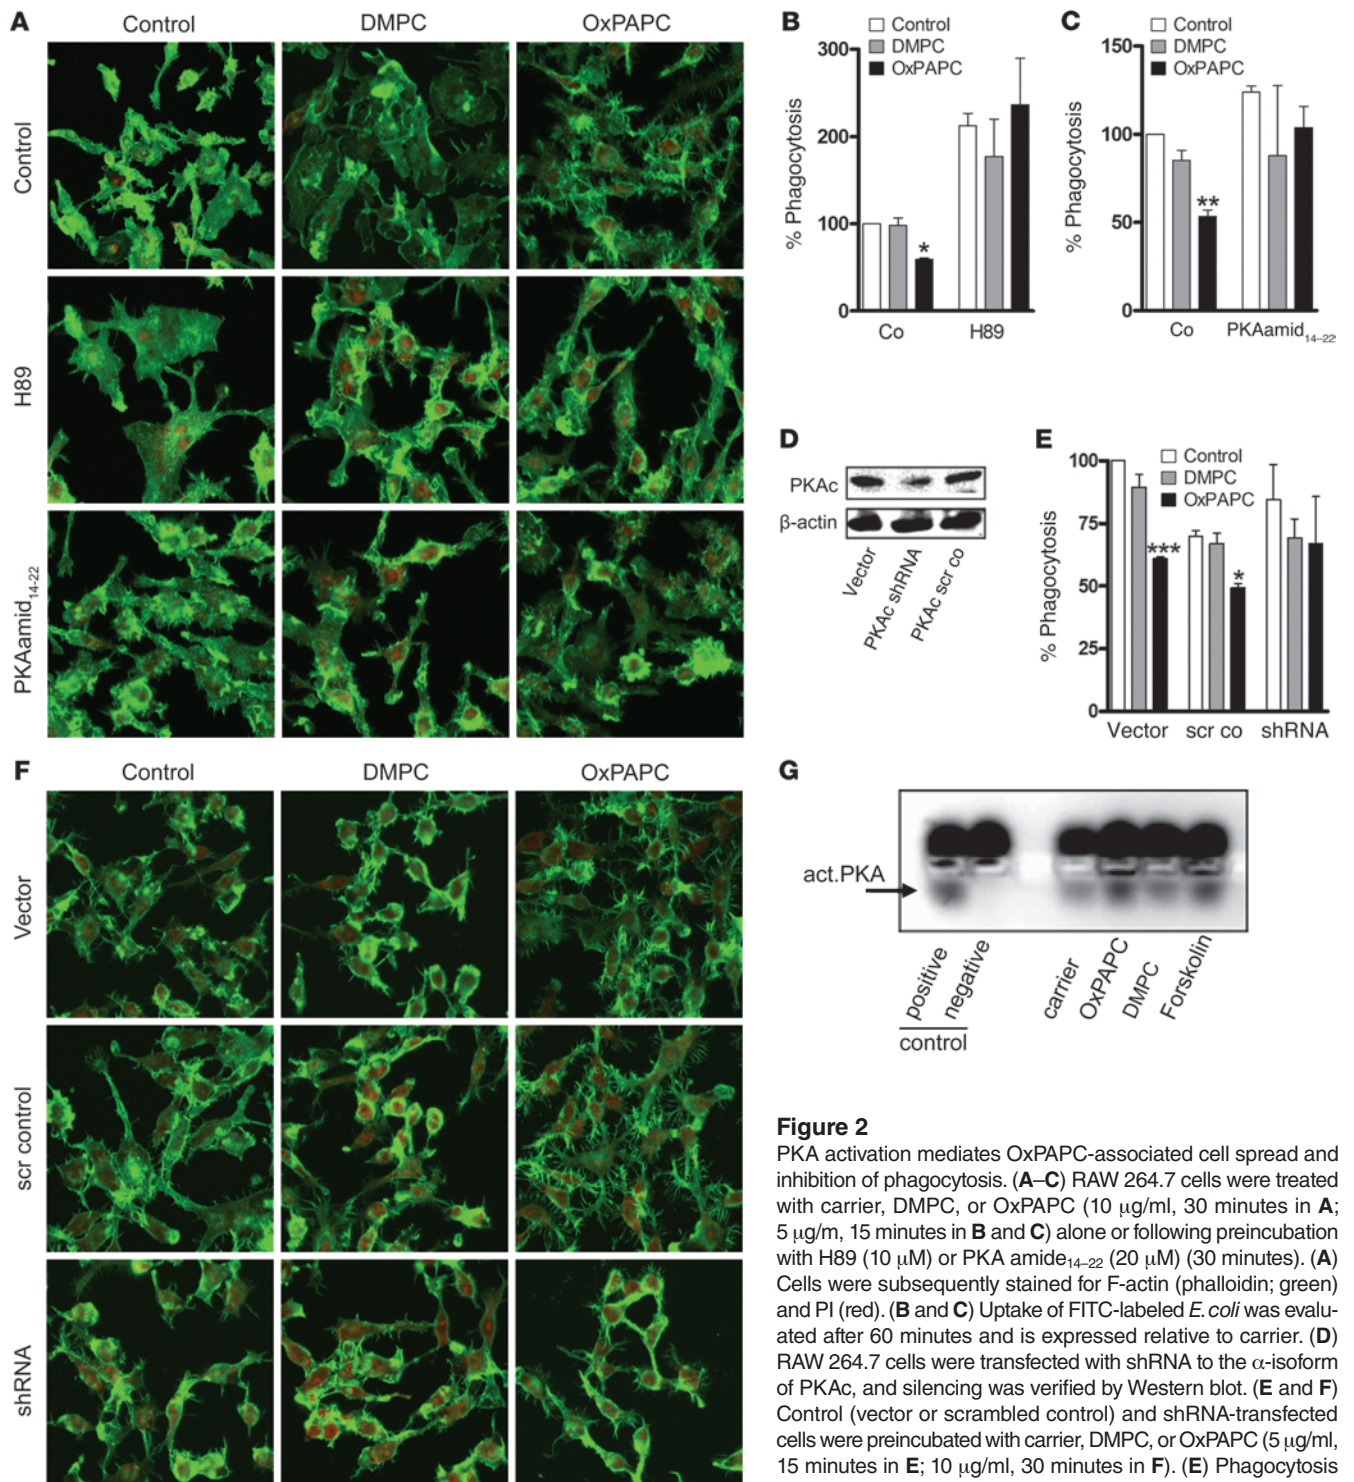 A
Control
DMPC
OxPAPC
Control
H89
PKAamid14-22
B
Control
DMPC
OxPAPC
% Phagocytosis
300
200
100
0
*
Co
H89
C
Control
DMPC
OxPAPC
% Phagocytosis
150
100
50
0
**
Co
PKAamid14–22
D
PKAc
β-actin
Vector
PKAc shRNA
PKAc scr co
E
Control
DMPC
OxPAPC
% Phagocytosis
100
75
50
25
0
***
*
Vector
scr co
shRNA
F
Control
DMPC
OxPAPC
Vector
scr control
shRNA
G
act.PKA
positive
negative
control
carrier
OxPAPC
DMPC
Forskolin
Figure 2
PKA activation mediates OxPAPC-associated cell spread and
inhibition of phagocytosis. (A–C) RAW 264.7 cells were treated
with carrier, DMPC, or OxPAPC (10 μg/ml, 30 minutes in A;
5 μg/m, 15 minutes in B and C) alone or following preincubation
with H89 (10 μM) or PKA amide14–22 (20 μM) (30 minutes). (A)
Cells were subsequently stained for F-actin (phalloidin; green)
and PI (red). (B and C) Uptake of FITC-labeled E. coli was evalu-
ated after 60 minutes and is expressed relative to carrier. (D)
RAW 264.7 cells were transfected with shRNA to the α-isoform
of PKAc, and silencing was verified by Western blot. (E and F)
Control (vector or scrambled control) and shRNA-transfected
cells were preincubated with carrier, DMPC, or OxPAPC (5 μg/ml,
15 minutes in E; 10 μg/ml, 30 minutes in F). (E) Phagocytosis